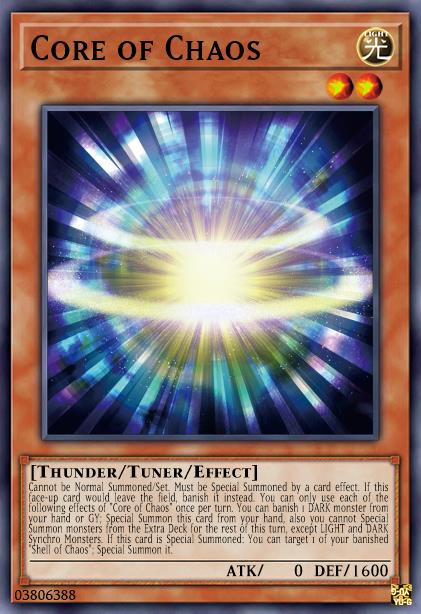 CORE OF CHAOS
LIGHT
光
[THUNDER/TUNER/EFFECT]
Cannot be Normal Summoned/Set. Must be Special Summoned by a card effect. If this
face-up card would leave the field, banish it instead. You can only use each of the
following effects of "Core of Chaos" once per turn. You can banish 1 DARK monster from
your hand or GY; Special Summon this card from your hand, also you cannot Special
Summon monsters from the Extra Deck for the rest of this turn, except LIGHT and DARK
Synchro Monsters. If this card is Special Summoned: You can target 1 of your banished
"Shell of Chaos"; Special Summon it.
ATK/ 0 DEF/1600
03806388